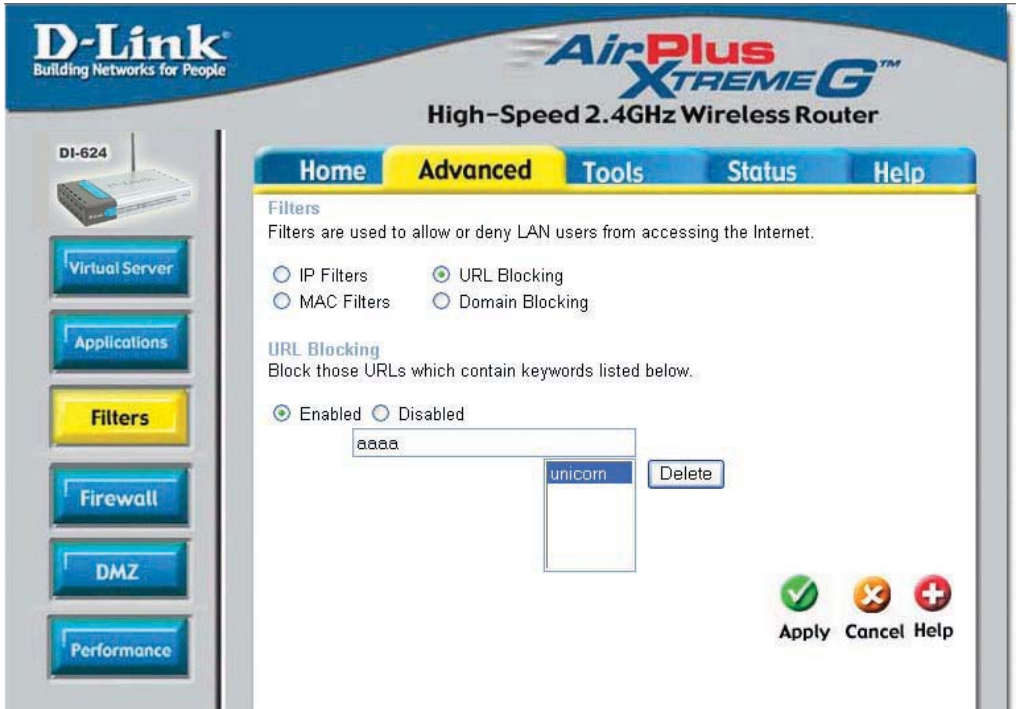 D-Link
Building Networks for People
AirPlus
XTREME G™
High-Speed 2.4GHz Wireless Router
DI-624
Home Advanced Tools Status Help
Filters
Filters are used to allow or deny LAN users from accessing the Internet.
IP Filters URL Blocking
MAC Filters Domain Blocking
URL Blocking
Block those URLs which contain keywords listed below.
Enabled Disabled
aaaa
unicorn Delete
Virtual Server
Applications
Filters
Firewall
DMZ
Performance
Apply Cancel Help